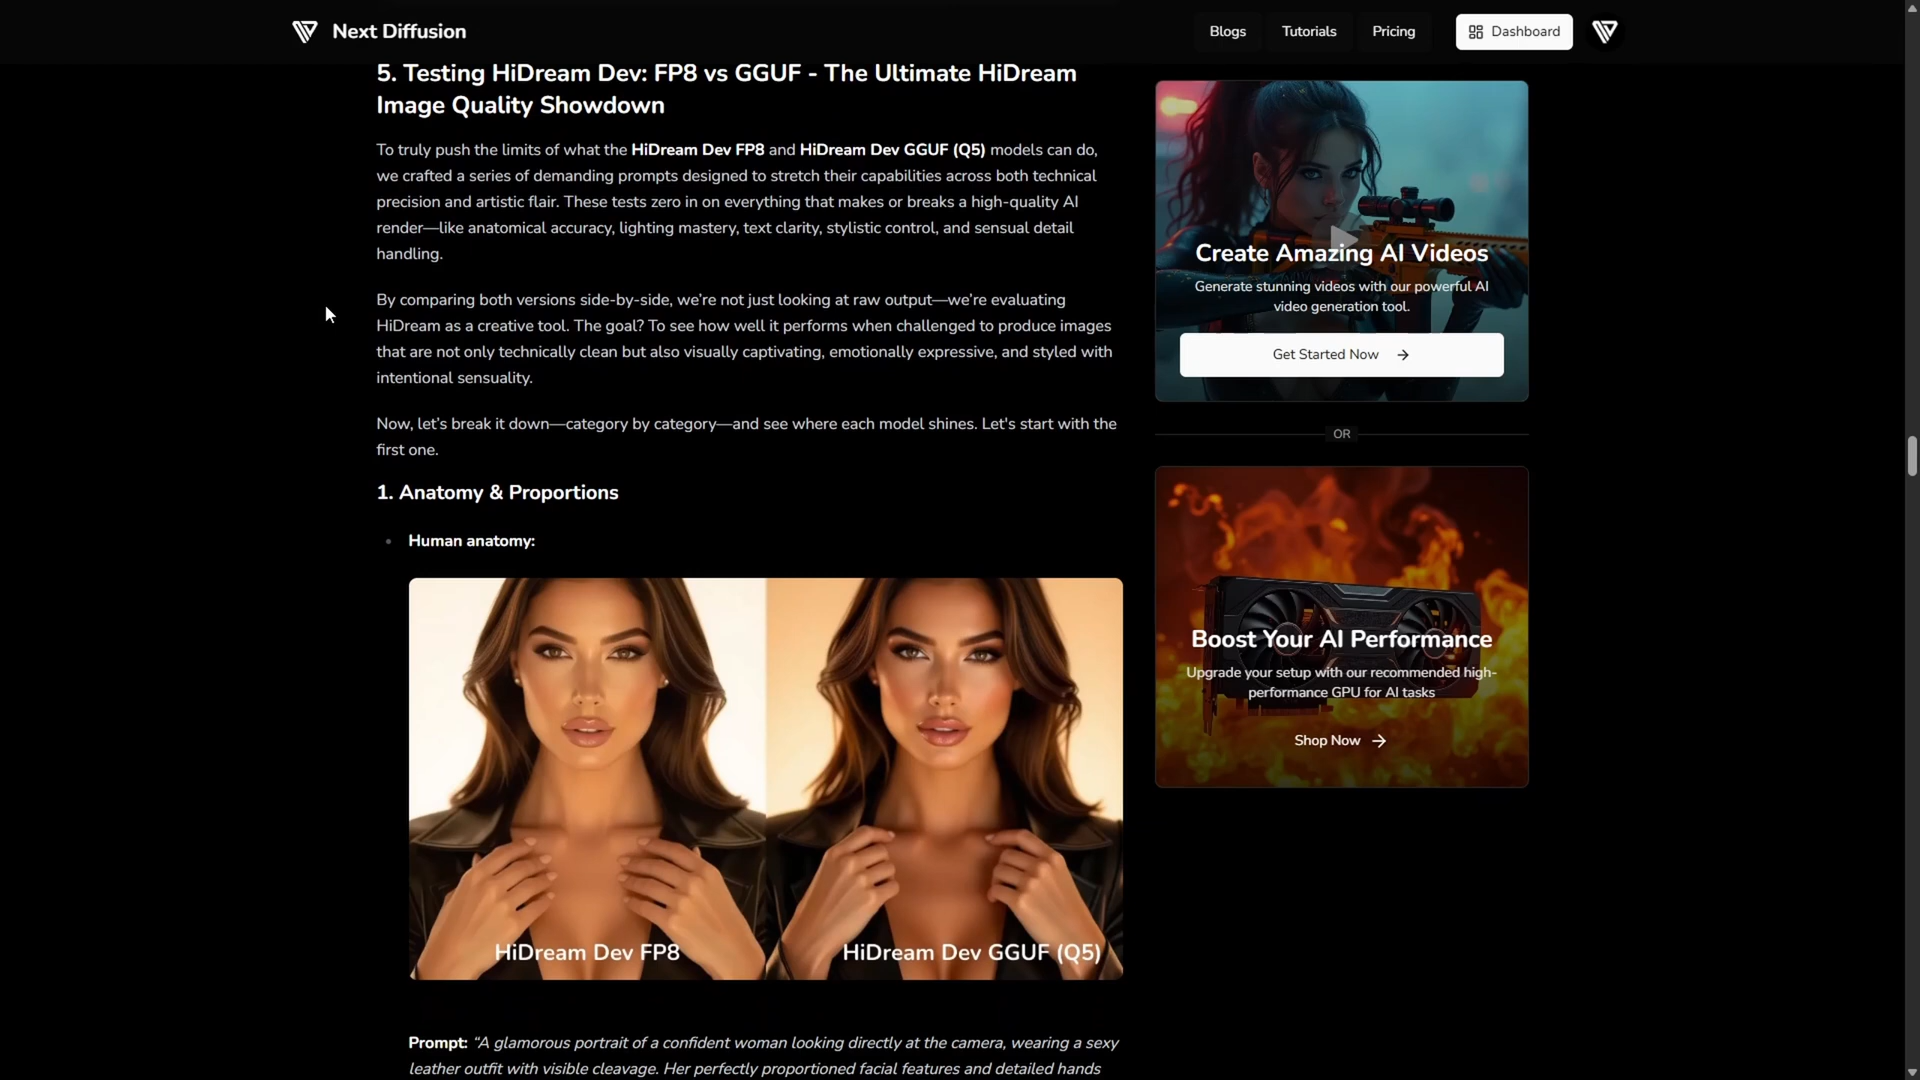 Next Diffusion
Blogs
Tutorials
Pricing
Dashboard
5. Testing HiDream Dev: FP8 vs GGUF - The Ultimate HiDream
Image Quality Showdown
To truly push the limits of what the HiDream Dev FP8 and HiDream Dev GGUF (Q5) models can do,
we crafted a series of demanding prompts designed to stretch their capabilities across both technical
precision and artistic flair. These tests zero in on everything that makes or breaks a high-quality AI
render—like anatomical accuracy, lighting mastery, text clarity, stylistic control, and sensual detail
handling.
By comparing both versions side-by-side, we’re not just looking at raw output—we’re evaluating
HiDream as a creative tool. The goal? To see how well it performs when challenged to produce images
that are not only technically clean but also visually captivating, emotionally expressive, and styled with
intentional sensuality.
Now, let’s break it down—category by category—and see where each model shines. Let's start with the
first one.
1. Anatomy & Proportions
Human anatomy:
HiDream Dev FP8
HiDream Dev GGUF (Q5)
Prompt: “A glamorous portrait of a confident woman looking directly at the camera, wearing a sexy
leather outfit with visible cleavage. Her perfectly proportioned facial features and detailed hands
Create Amazing AI Videos
Generate stunning videos with our powerful AI
video generation tool.
Get Started Now
OR
Boost Your AI Performance
Upgrade your setup with our recommended high-
performance GPU for AI tasks
Shop Now